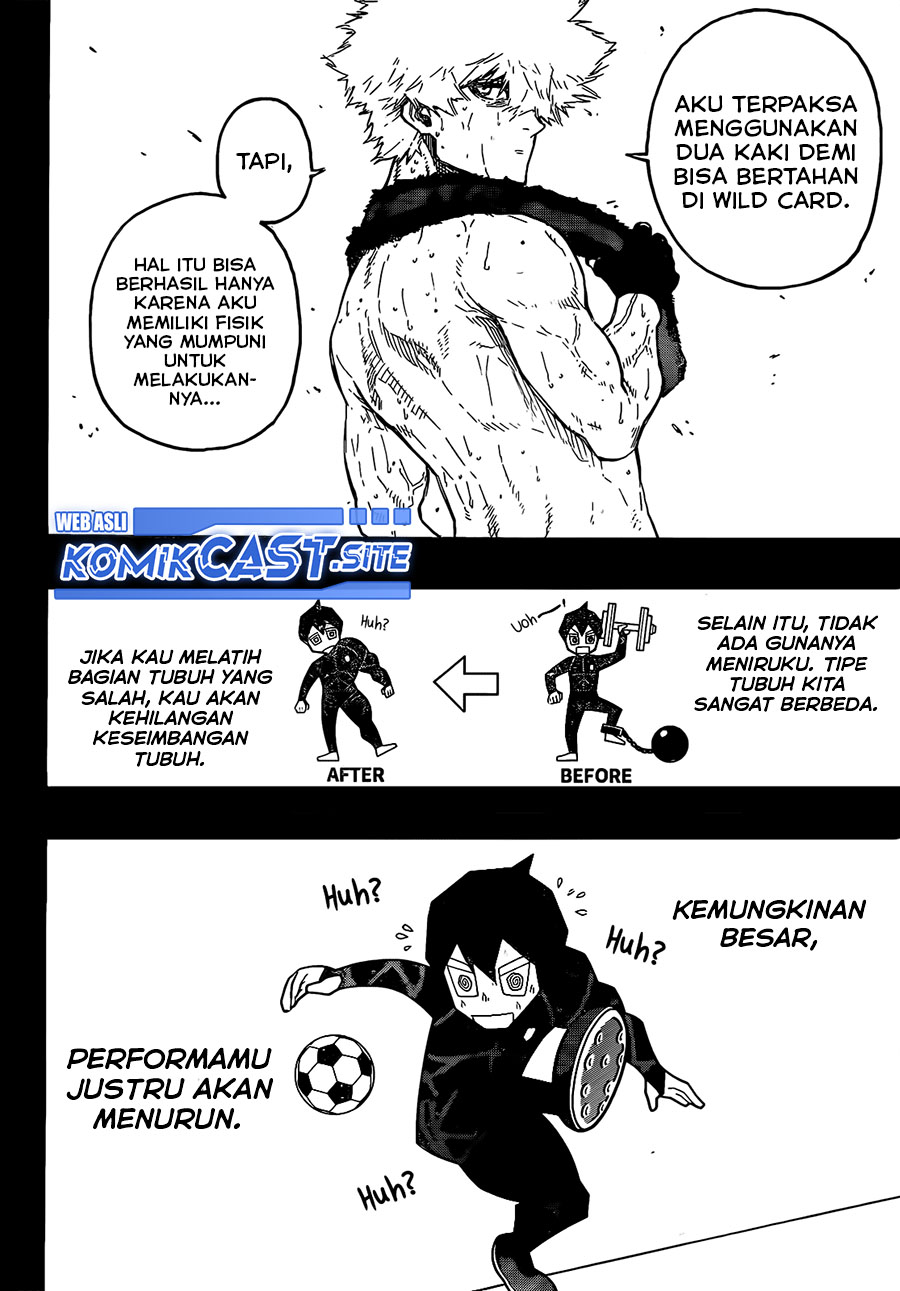 AKU TERPAKSA
MENGGUNAKAN
DUA KAKI DEMI
BISA BERTAHAN
DI WILD CARD.
TAPI,
HAL ITU BISA
BERHASIL HANYA
KARENA AKU
MEMILIKI FISIK
YANG MUMPUNI
UNTUK
MELAKUKAN-
NYA...
WEB ASLI
KOMIKCAST.SITE
SELAIN ITU, TIDAK
ADA GUNANYA
MENIRUKU. TIPE
TUBUH KITA
SANGAT BERBEDA.
Uoh
BEFORE
Huh?
AFTER
JIKA KAU MELATIH
BAGIAN TUBUH YANG
SALAH, KAU AKAN
KEHILANGAN
KESEIMBANGAN
TUBUH.
KEMUNGKINAN
BESAR,
Huh?
Huh?
PERFORMAMU
JUSTRU AKAN
MENURUN.
Huh?